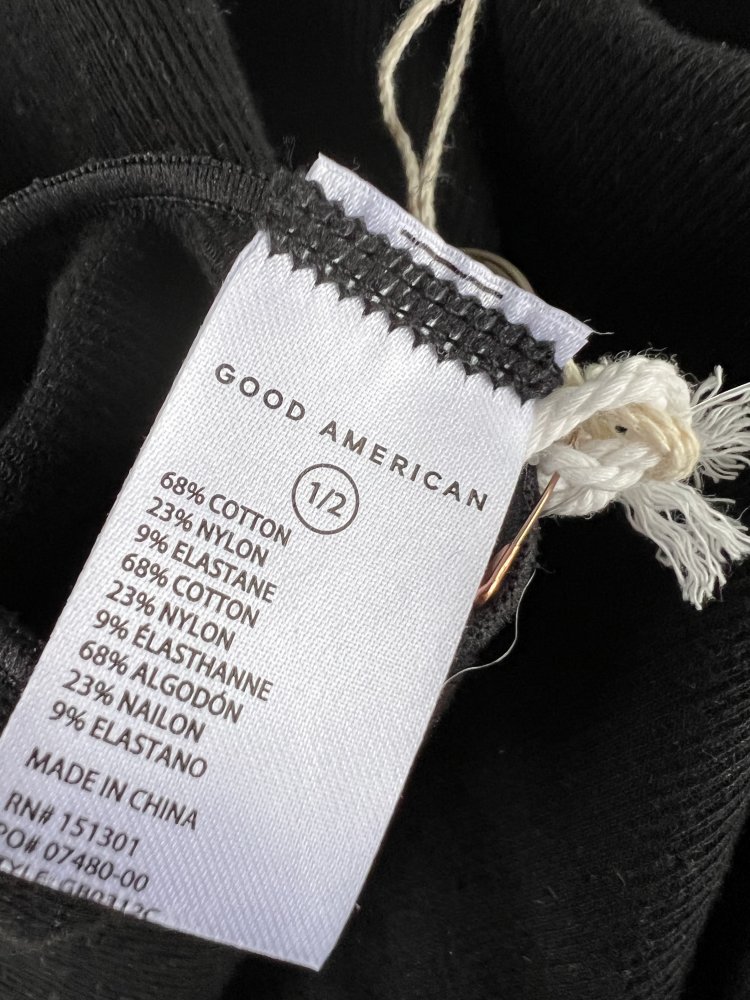 GOOD AMERICAN
1/2
68% COTTON
23% NYLON
9% ELASTANE
68% COTTON
23% NYLON
9% ÉLASTHANNE
68% ALGODÓN
23% NAILON
9% ELASTANO
MADE IN CHINA
RN# 151301
PO# 07480-00